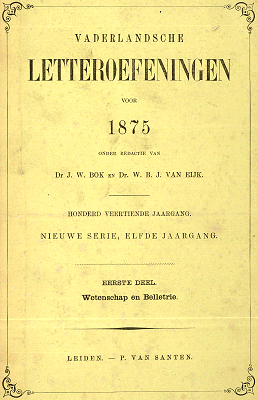 VADERLANDSCHE
LETTEROEFENINGEN
VOOR
1875
ONDER REDACTIE VAN
Dr J. W. BOK EN Dr. W. B. J. VAN EIJK.
HONDERD VEERTIENDE JAARGANG.
NIEUWE SERIE, ELFDE JAARGANG.
EERSTE DEEL.
Wetenschap en Belletrie.
LEIDEN. — P. VAN SANTEN.